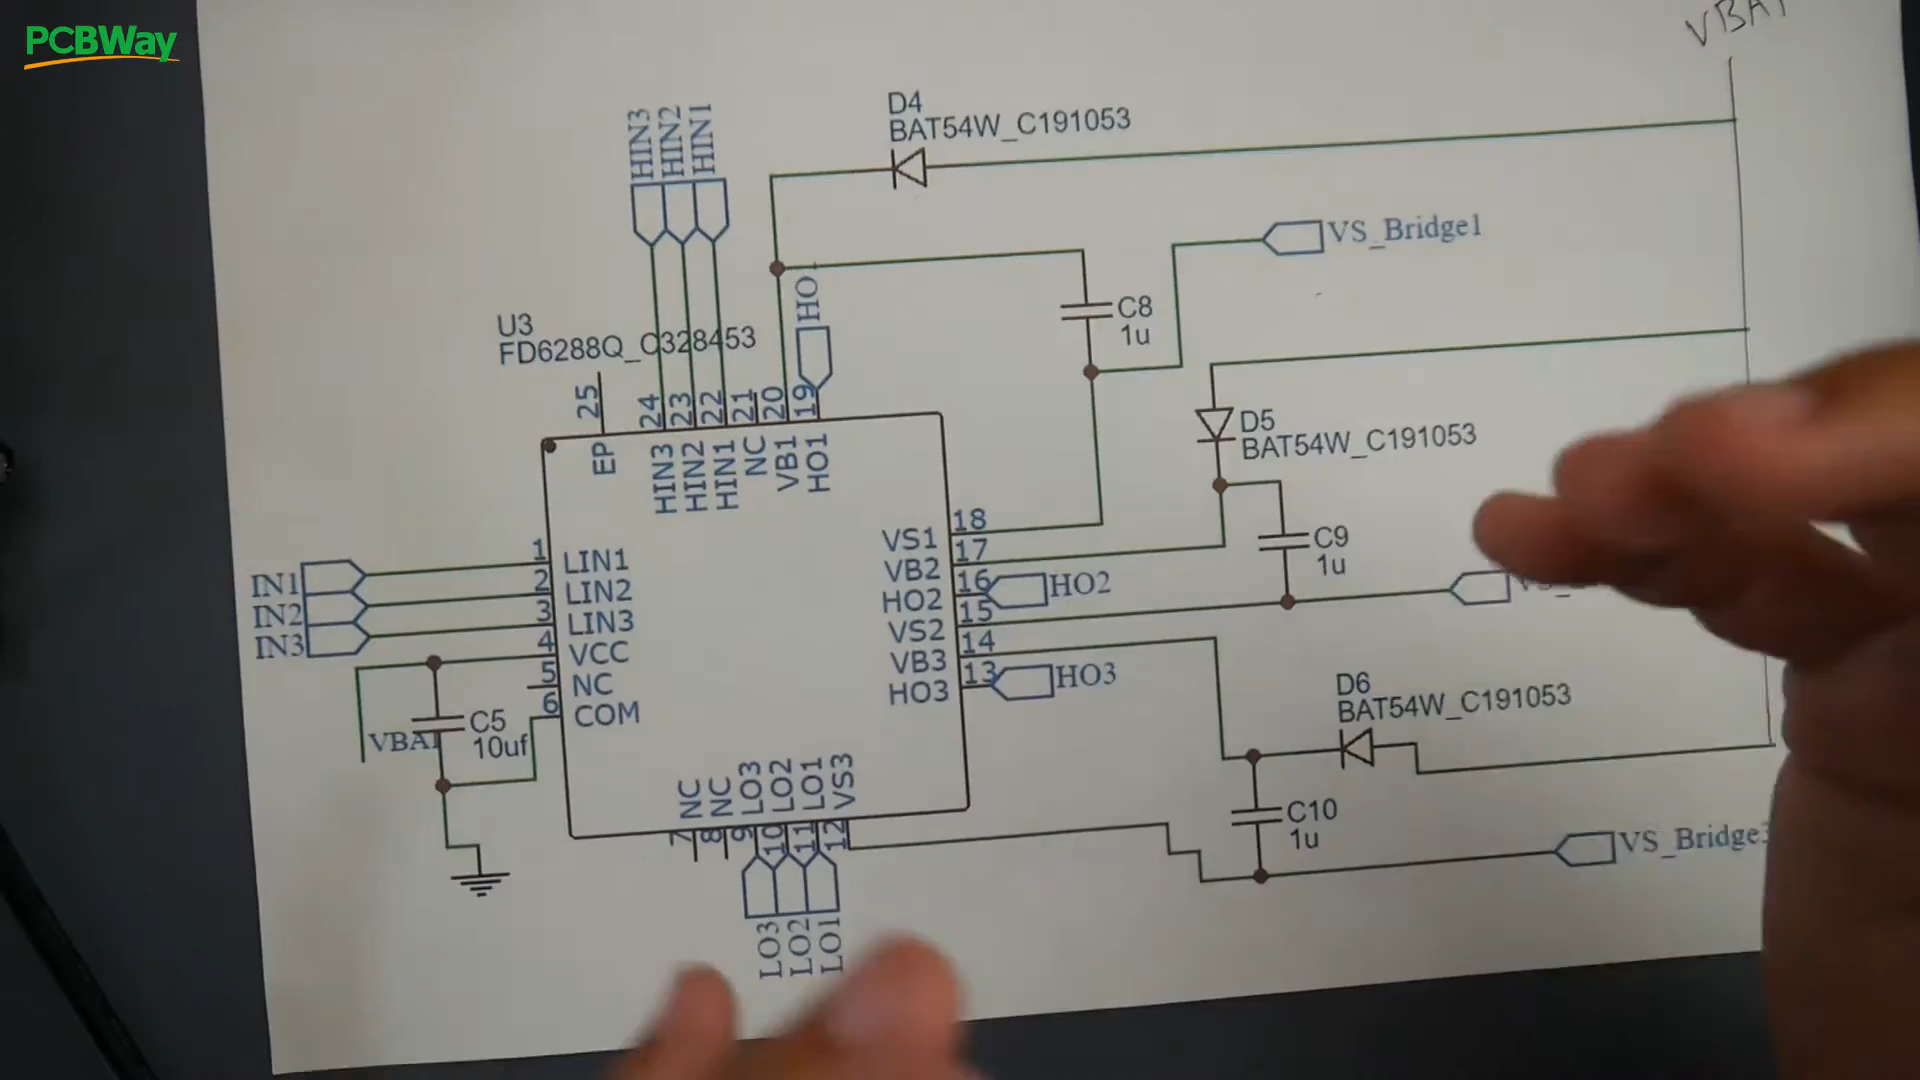 PCBWay
VBAT
D4
BAT54W_C191053
HIN3
HIN2
HIN1
VS_Bridge1
HO
C8
1u
U3
FD6288Q_C328453
25
24
23
22
21
20
19
EP
HIN3
HIN2
HIN1
NC
VB1
HO1
D5
BAT54W_C191053
C9
1u
IN1
IN2
IN3
1
2
3
4
5
6
LIN1
LIN2
LIN3
VCC
NC
COM
VS1
VB2
HO2
VS2
VB3
HO3
18
17
16
15
14
13
HO2
HO3
C5
10uf
D6
BAT54W_C191053
C10
1u
NC
NC
LO3
LO2
LO1
VS3
7
8
9
10
11
12
LO3
LO2
LO1